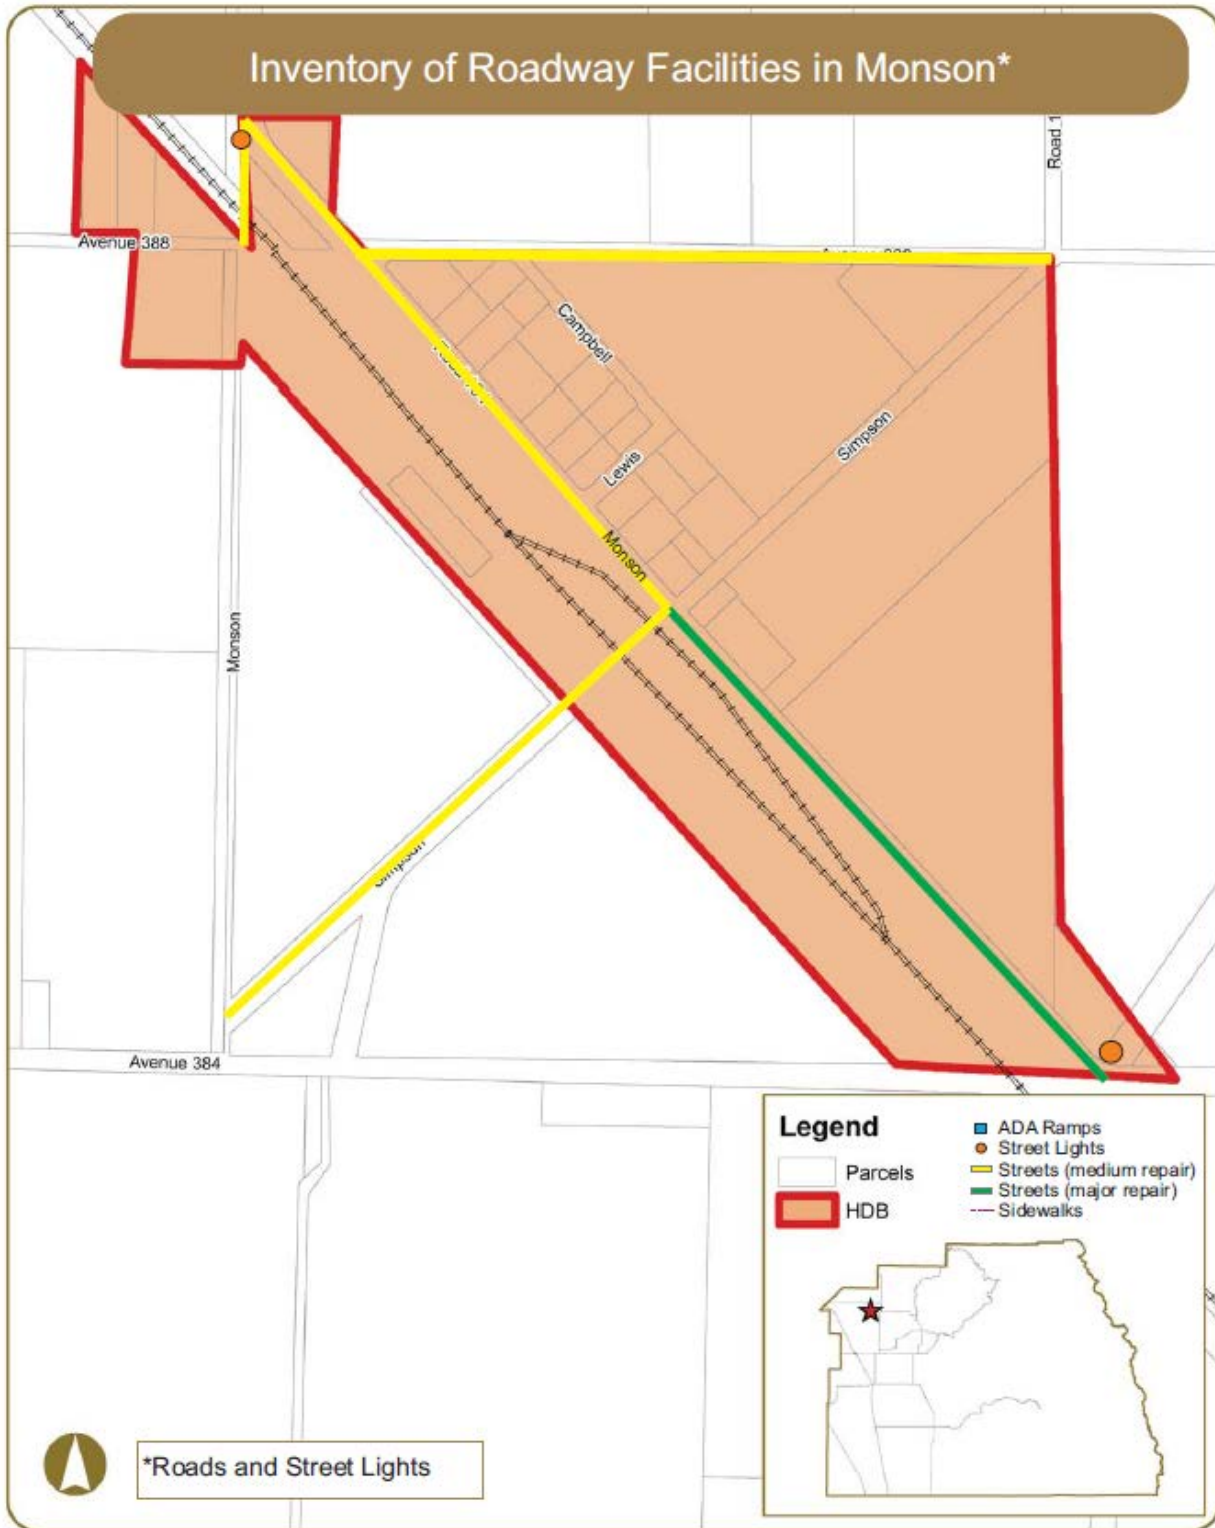 Inventory of Roadway Facilities in Monson*
Road 1
Avenue 388
Campbell
Simpson
Lewis
Monson
Monson
Simpson
Avenue 384
Legend
Parcels
HDB
ADA Ramps
Street Lights
Streets (medium repair)
Streets (major repair)
Sidewalks
*Roads and Street Lights